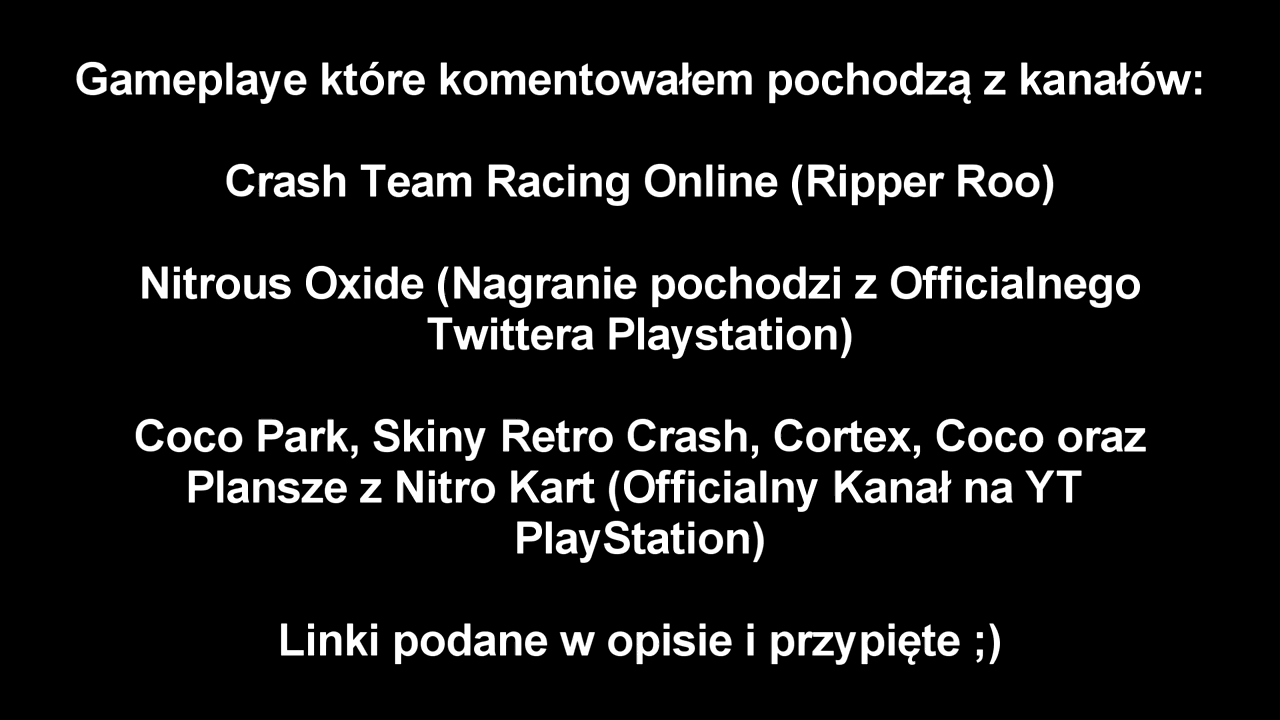 Gameplaye które komentowałem pochodzą z kanałów:
Crash Team Racing Online (Ripper Roo)
Nitrous Oxide (Nagranie pochodzi z Officialnego
Twittera Playstation)
Coco Park, Skiny Retro Crash, Cortex, Coco oraz
Plansze z Nitro Kart (Officialny Kanał na YT
PlayStation)
Linki podane w opisie i przypięte ;)